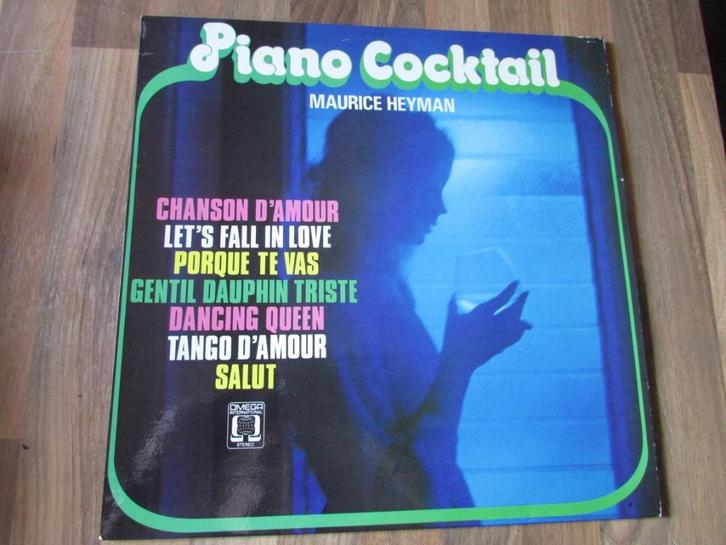 Piano Cocktail
MAURICE HEYMAN
CHANSON D'AMOUR
LET'S FALL IN LOVE
PORQUE TE VAS
GENTIL DAUPHIN TRISTE
DANCING QUEEN
TANGO D'AMOUR
SALUT
OMEGA
INTERNATIONAL
STEREO